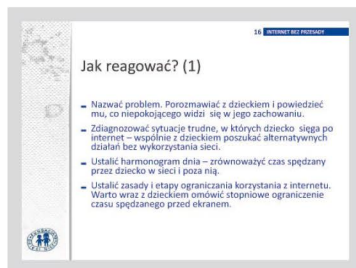 16 INTERNET BEZ PRZESADY
Jak reagować? (1)
Nazwać problem. Porozmawiać z dzieckiem i powiedzieć
mu, co niepokojącego widzi się w jego zachowaniu.
Zdiagnozować sytuacje trudne, w których dziecko sięga po
internet – wspólnie z dzieckiem poszukać alternatywnych
działań bez wykorzystania sieci.
Ustalić harmonogram dnia – zrównoważyć czas spędzany
przez dziecko w sieci i poza nią.
Ustalić zasady i etapy ograniczania korzystania z internetu.
Warto wraz z dzieckiem omówić stopniowe ograniczenie
czasu spędzanego przed ekranem.